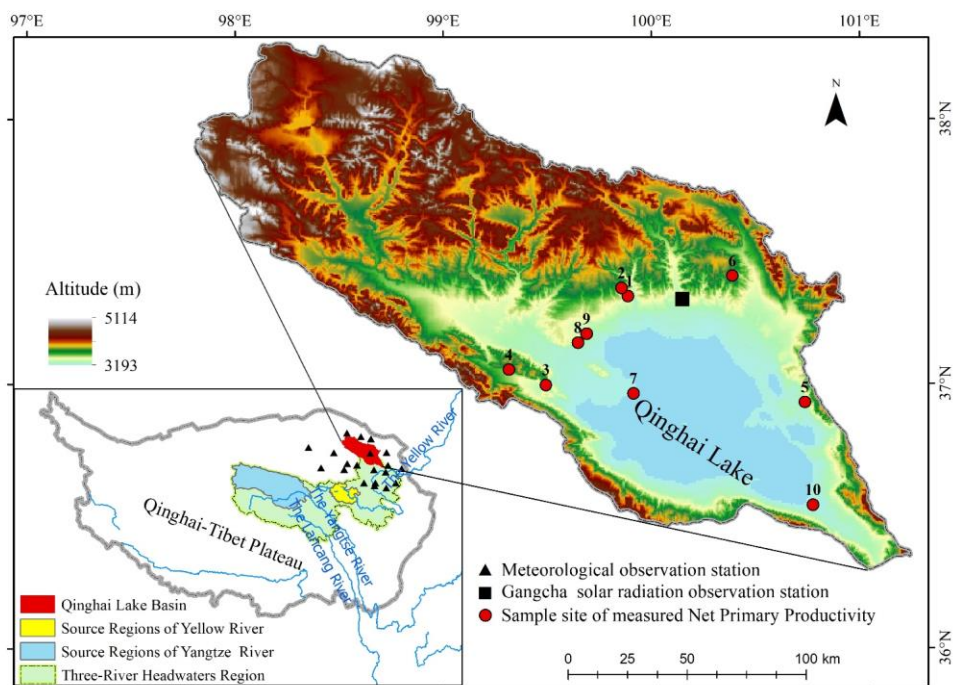 97°E
98°E
99°E
100°E
101°E
N
38°N
37°N
36°N
Altitude (m)
5114
3193
1
2
3
4
5
6
7
8
9
10
Qinghai Lake
Qinghai-Tibet Plateau
The Yellow River
The Yangtse River
The Lancang River
Qinghai Lake Basin
Source Regions of Yellow River
Source Regions of Yangtze River
Three-River Headwaters Region
Meteorological observation station
Gangcha solar radiation observation station
Sample site of measured Net Primary Productivity
0 25 50 100 km